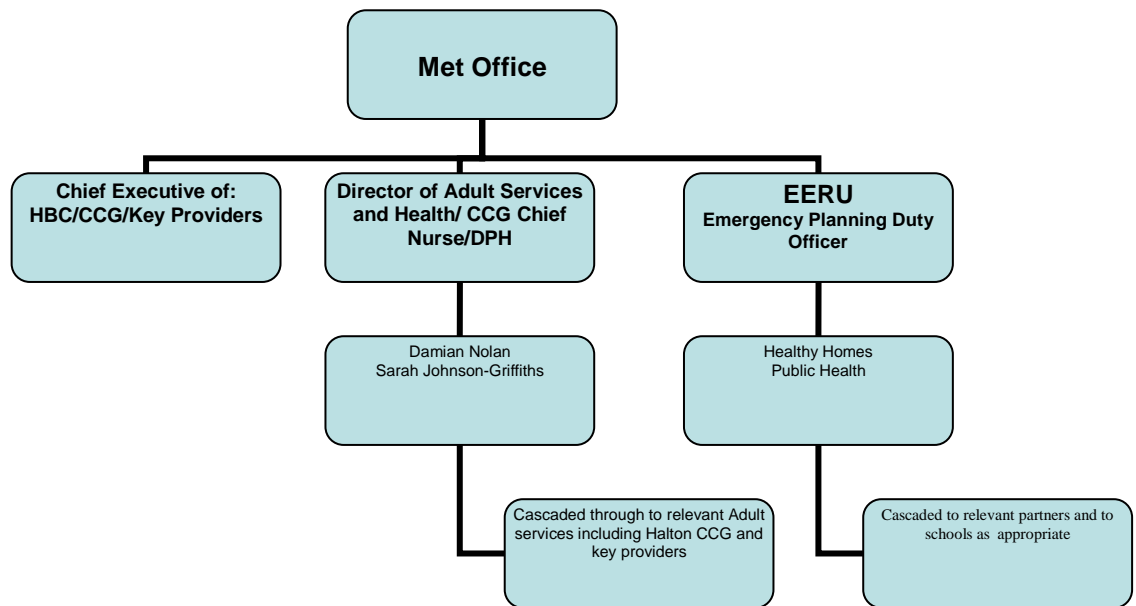 Met Office
Chief Executive of:
HBC/CCG/Key Providers
Director of Adult Services
and Health/ CCG Chief
Nurse/DPH
EERU
Emergency Planning Duty
Officer
Damian Nolan
Sarah Johnson-Griffiths
Healthy Homes
Public Health
Cascaded through to relevant Adult
services including Halton CCG and
key providers
Cascaded to relevant partners and to
schools as  appropriate